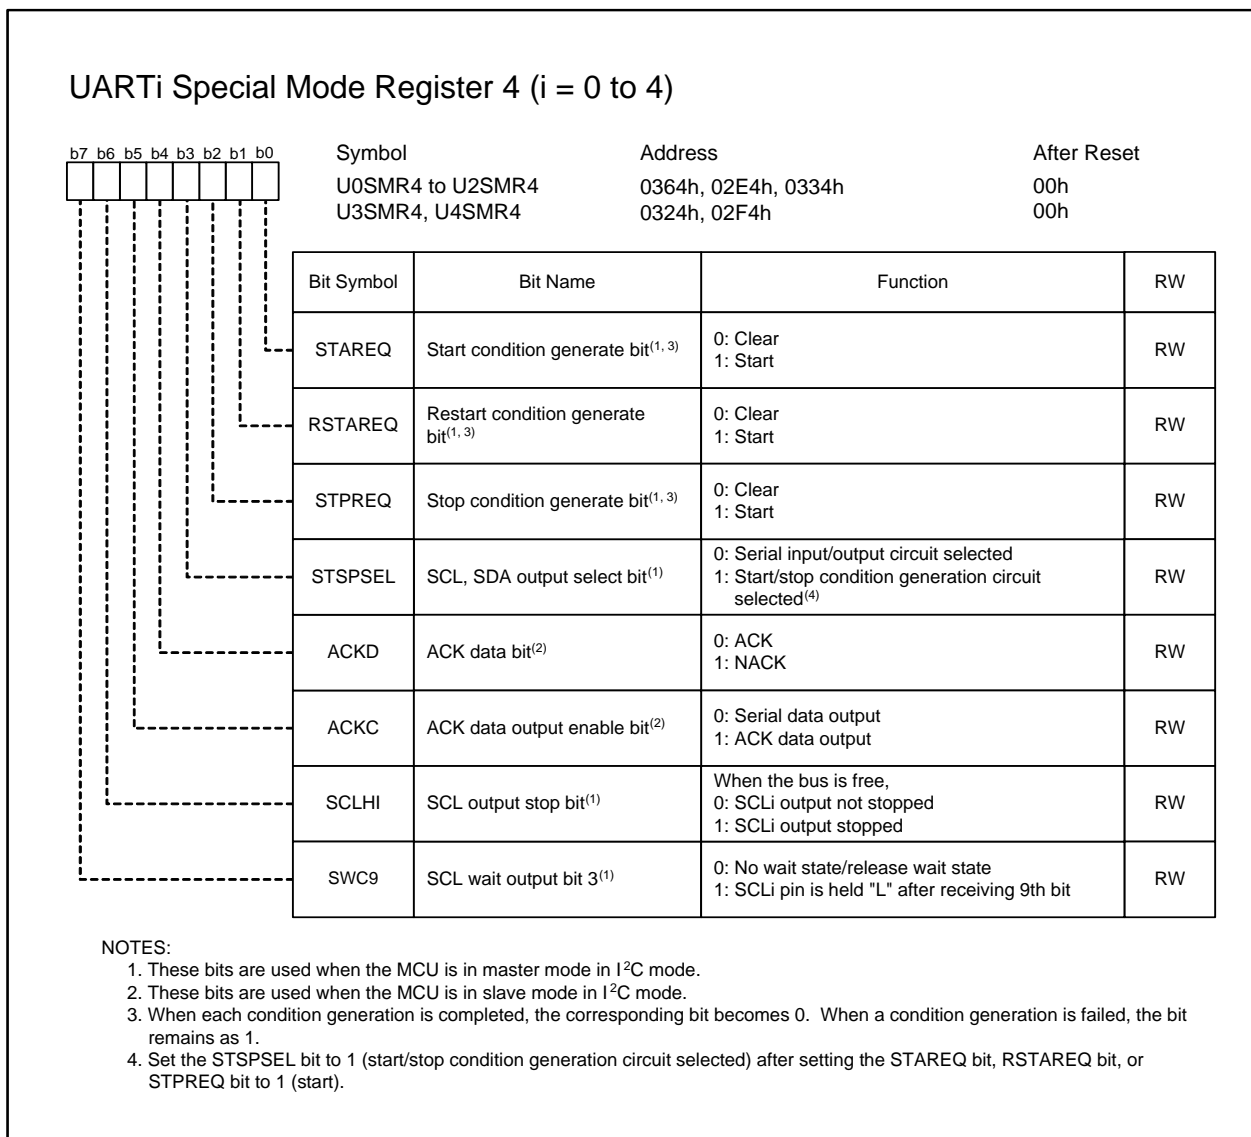 UARTi Special Mode Register 4 (i = 0 to 4)
b7 b6 b5 b4 b3 b2 b1 b0
Symbol Address After Reset
U0SMR4 to U2SMR4 0364h, 02E4h, 0334h 00h
U3SMR4, U4SMR4 0324h, 02F4h 00h
Bit Symbol Bit Name Function RW
STAREQ Start condition generate bit(1, 3) 0: Clear RW
1: Start
RSTAREQ Restart condition generate 0: Clear RW
bit(1, 3) 1: Start
STPREQ Stop condition generate bit(1, 3) 0: Clear RW
1: Start
STSPSEL SCL, SDA output select bit(1) 0: Serial input/output circuit selected RW
1: Start/stop condition generation circuit
selected(4)
ACKD ACK data bit(2) 0: ACK RW
1: NACK
ACKC ACK data output enable bit(2) 0: Serial data output RW
1: ACK data output
SCLHI SCL output stop bit(1) When the bus is free, RW
0: SCLi output not stopped
1: SCLi output stopped
SWC9 SCL wait output bit 3(1) 0: No wait state/release wait state RW
1: SCLi pin is held "L" after receiving 9th bit
NOTES:
1. These bits are used when the MCU is in master mode in I2C mode.
2. These bits are used when the MCU is in slave mode in I2C mode.
3. When each condition generation is completed, the corresponding bit becomes 0. When a condition generation is failed, the bit
remains as 1.
4. Set the STSPSEL bit to 1 (start/stop condition generation circuit selected) after setting the STAREQ bit, RSTAREQ bit, or
STPREQ bit to 1 (start).